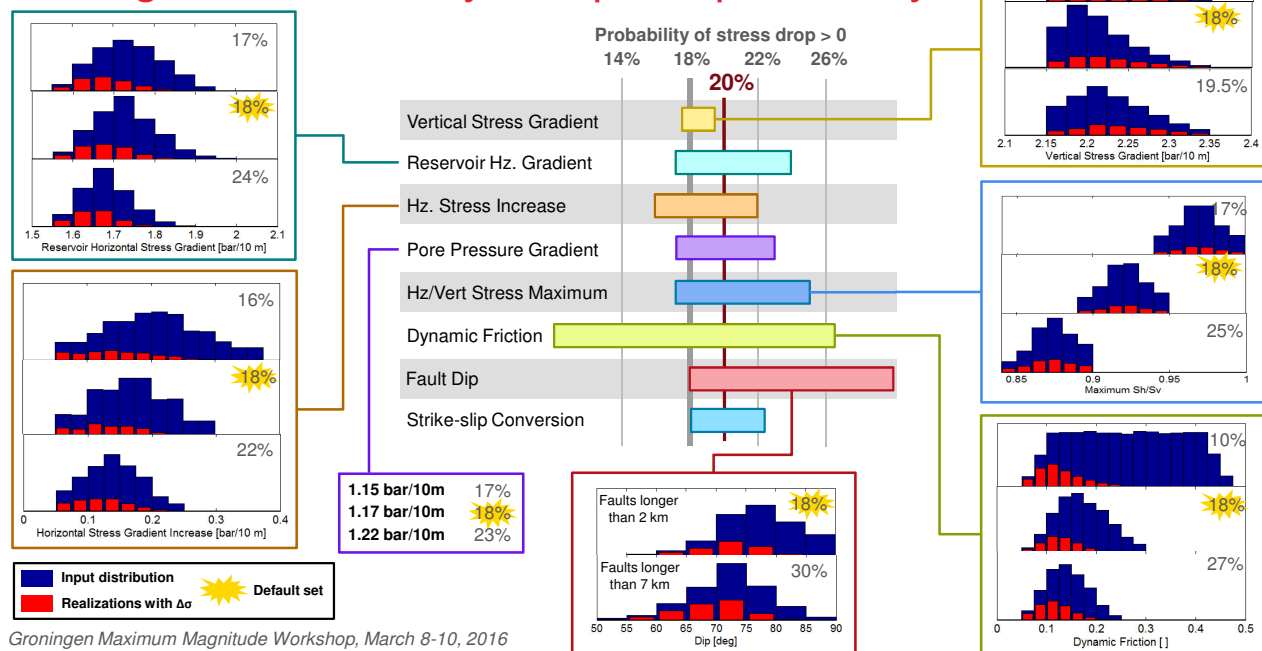 Probability of stress drop > 0
14% 18% 22% 26%
20%
Vertical Stress Gradient
Reservoir Hz. Gradient
Hz. Stress Increase
Pore Pressure Gradient
Hz/Vert Stress Maximum
Dynamic Friction
Fault Dip
Strike-slip Conversion
17%
18%
24%
1.5 1.6 1.7 1.8 1.9 2 2.1
Reservoir Horizontal Stress Gradient [bar/10 m]
16%
18%
22%
0 0.1 0.2 0.3 0.4
Horizontal Stress Gradient Increase [bar/10 m]
1.15 bar/10m 17%
1.17 bar/10m 18%
1.22 bar/10m 23%
Input distribution
Realizations with Δσ
Default set
Groningen Maximum Magnitude Workshop, March 8-10, 2016
Faults longer
than 2 km
18%
Faults longer
than 7 km
30%
50 55 60 65 70 75 80 85 90
Dip [deg]
18%
19.5%
2.1 2.15 2.2 2.25 2.3 2.35 2.4
Vertical Stress Gradient [bar/10 m]
17%
18%
25%
0.85 0.9 0.95 1
Maximum Sh/Sv
10%
18%
27%
0 0.1 0.2 0.3 0.4 0.5
Dynamic Friction [ ]